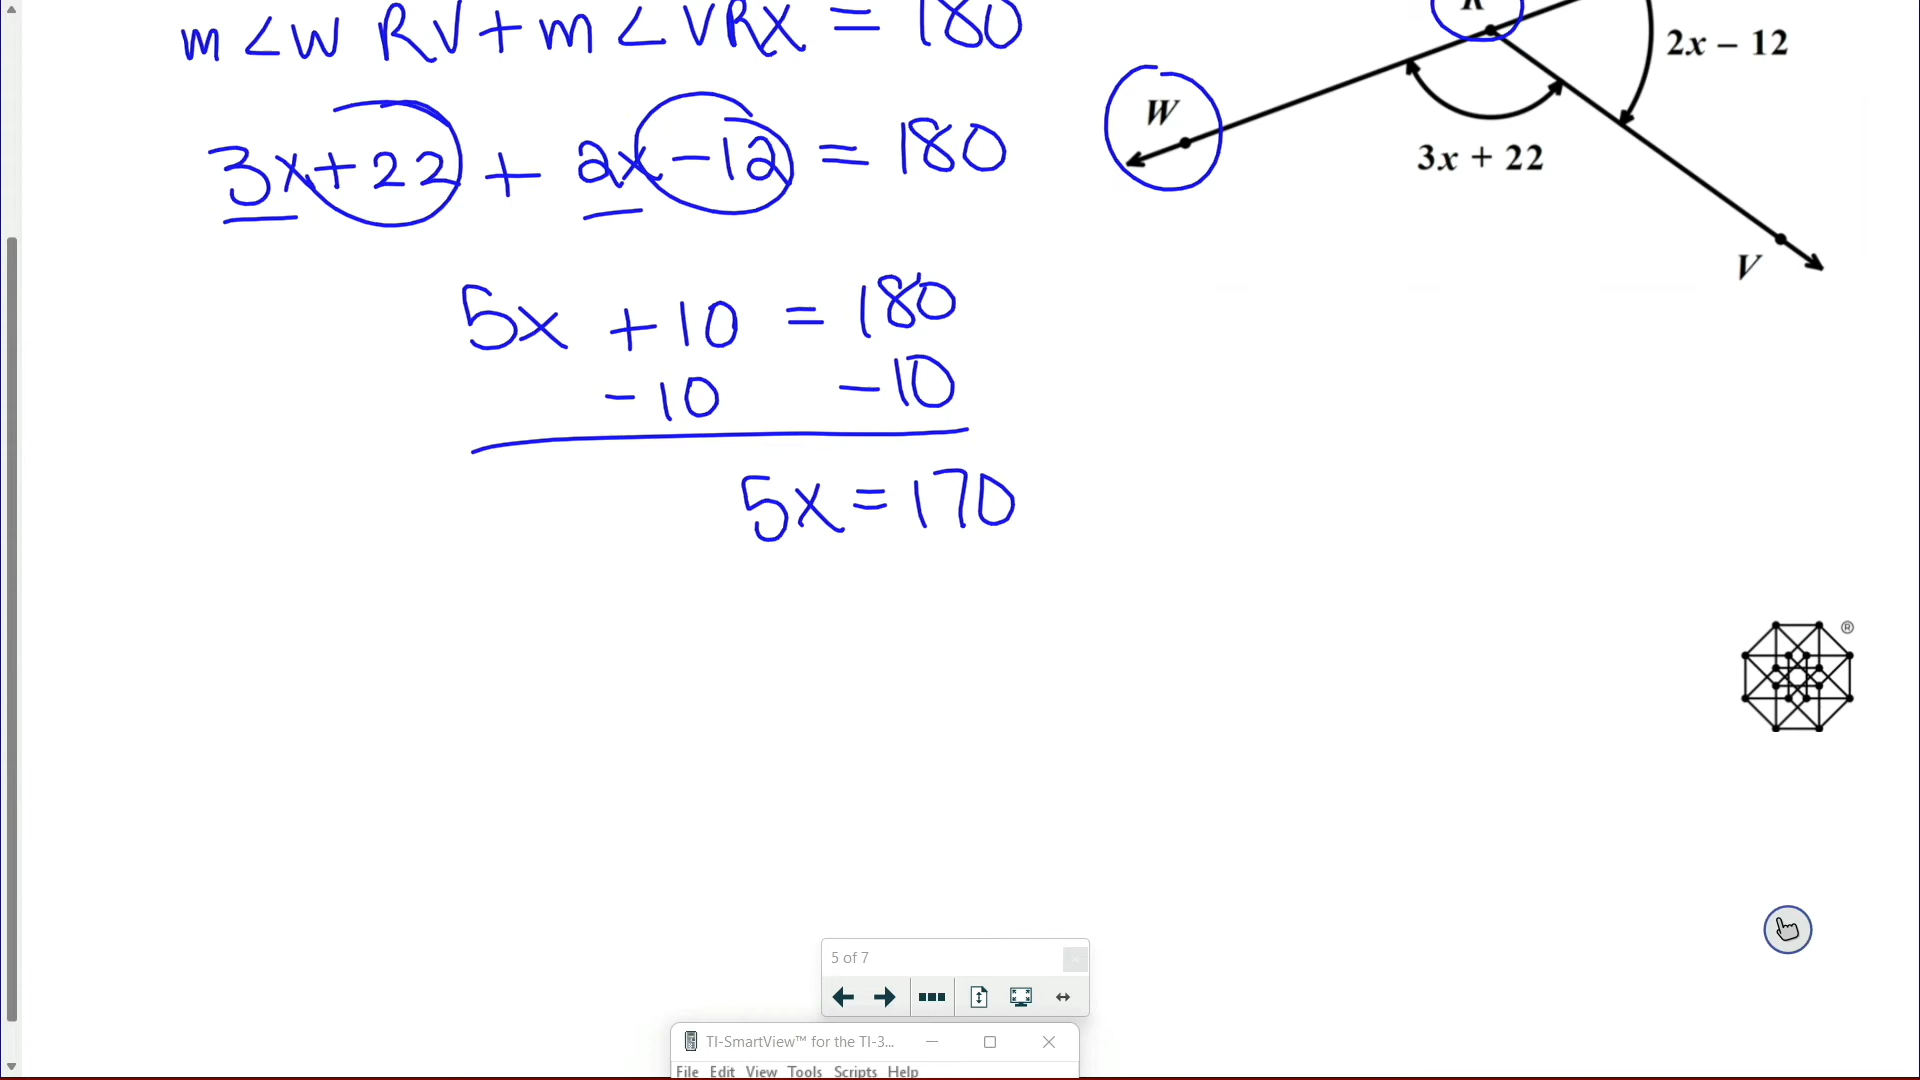 m∠WRV + m∠VRX = 180
3x+22 + 2x-12 = 180
5x + 10 = 180
-10 -10
5x = 170
2x – 12
W
3x + 22
V
®
5 of 7
TI-SmartView™ for the TI-3...
File Edit View Tools Scripts Help